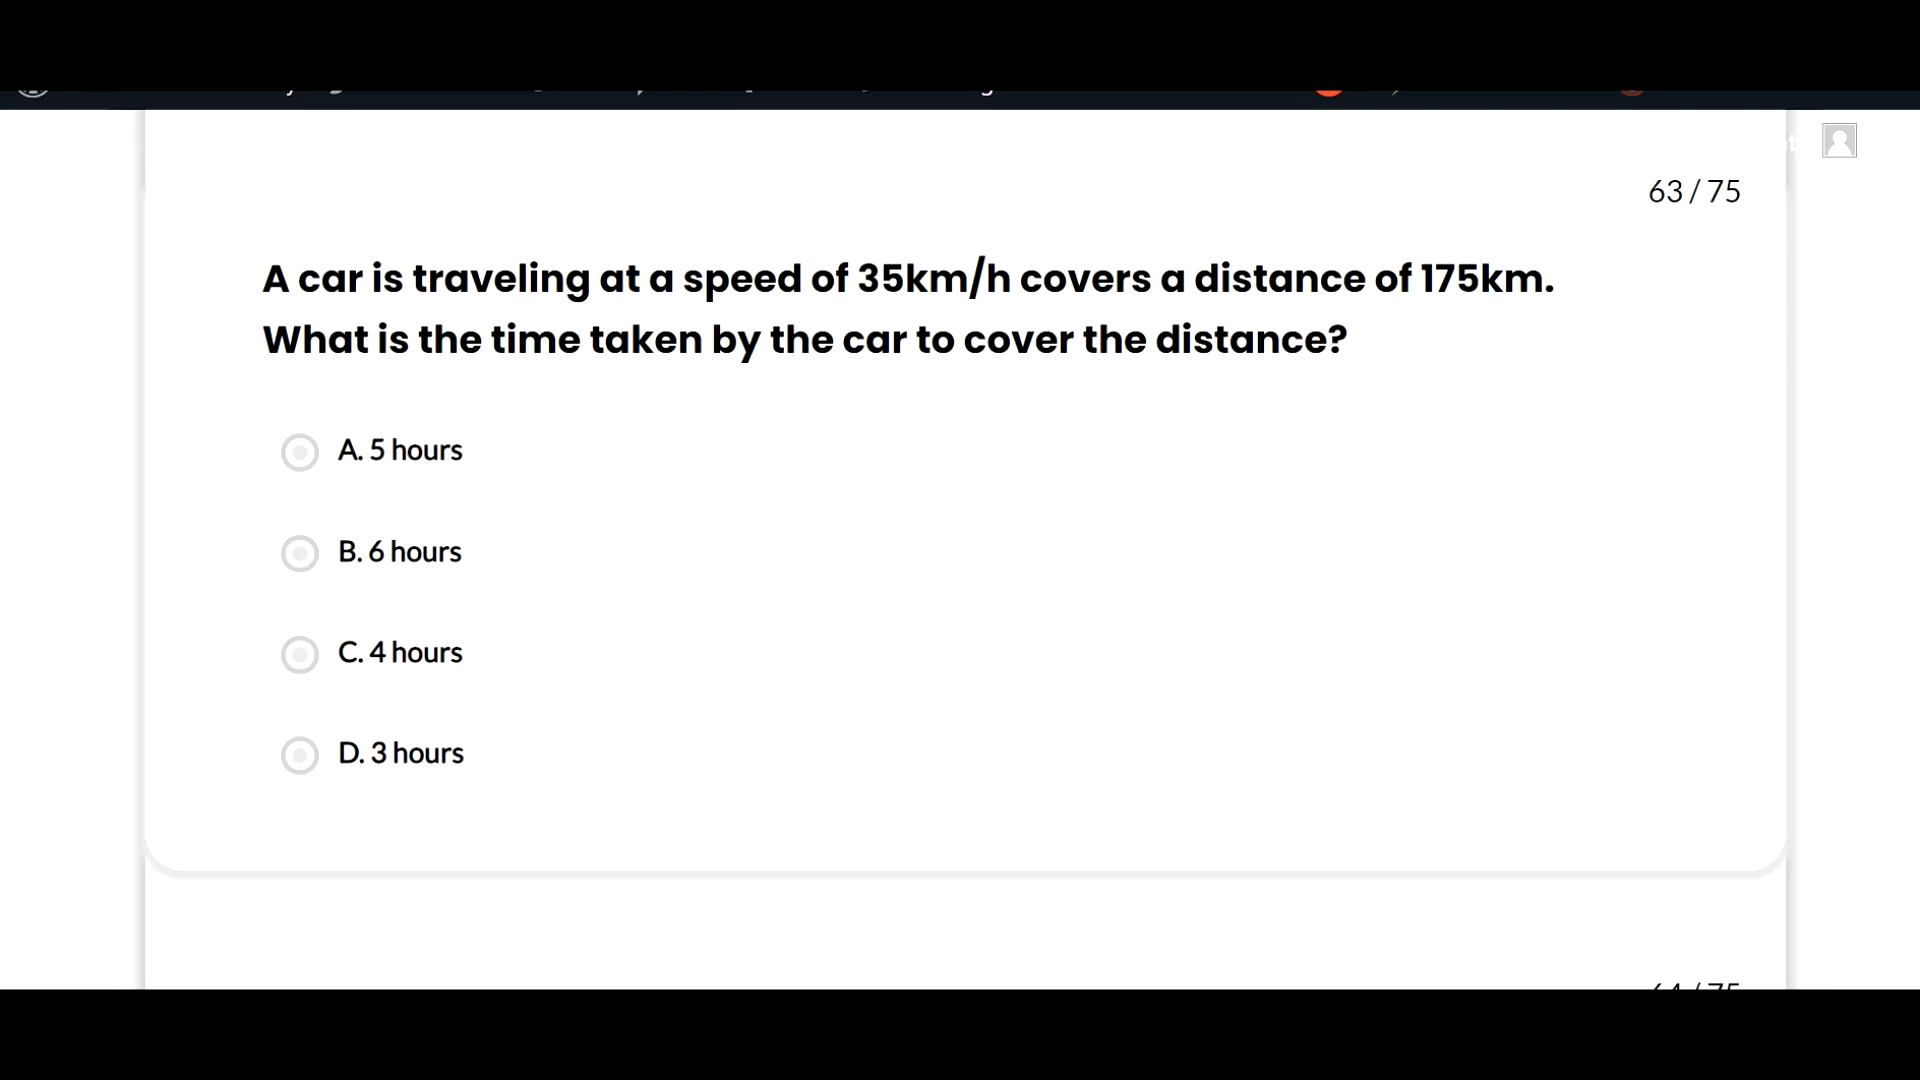 63 / 75
A car is traveling at a speed of 35km/h covers a distance of 175km.
What is the time taken by the car to cover the distance?
A. 5 hours
B. 6 hours
C. 4 hours
D. 3 hours